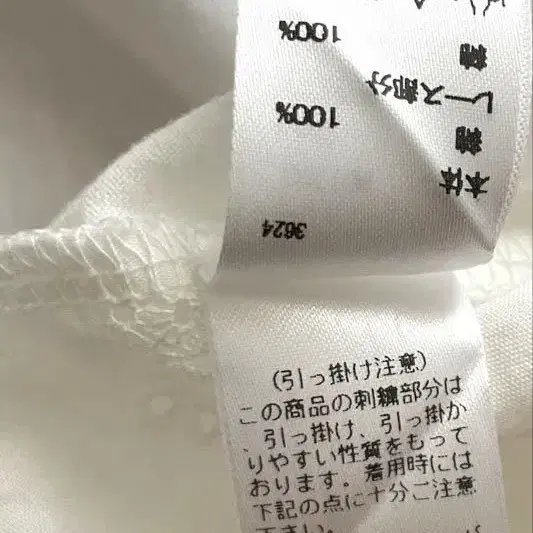 3624
本体
綿 100%
レース部分
綿 100%
(引っ掛け注意)
この商品の刺繍部分は
、引っ掛け、引っ掛か
りやすい性質をもって
おります。着用時には
下記の点に十分ご注意
下さい。